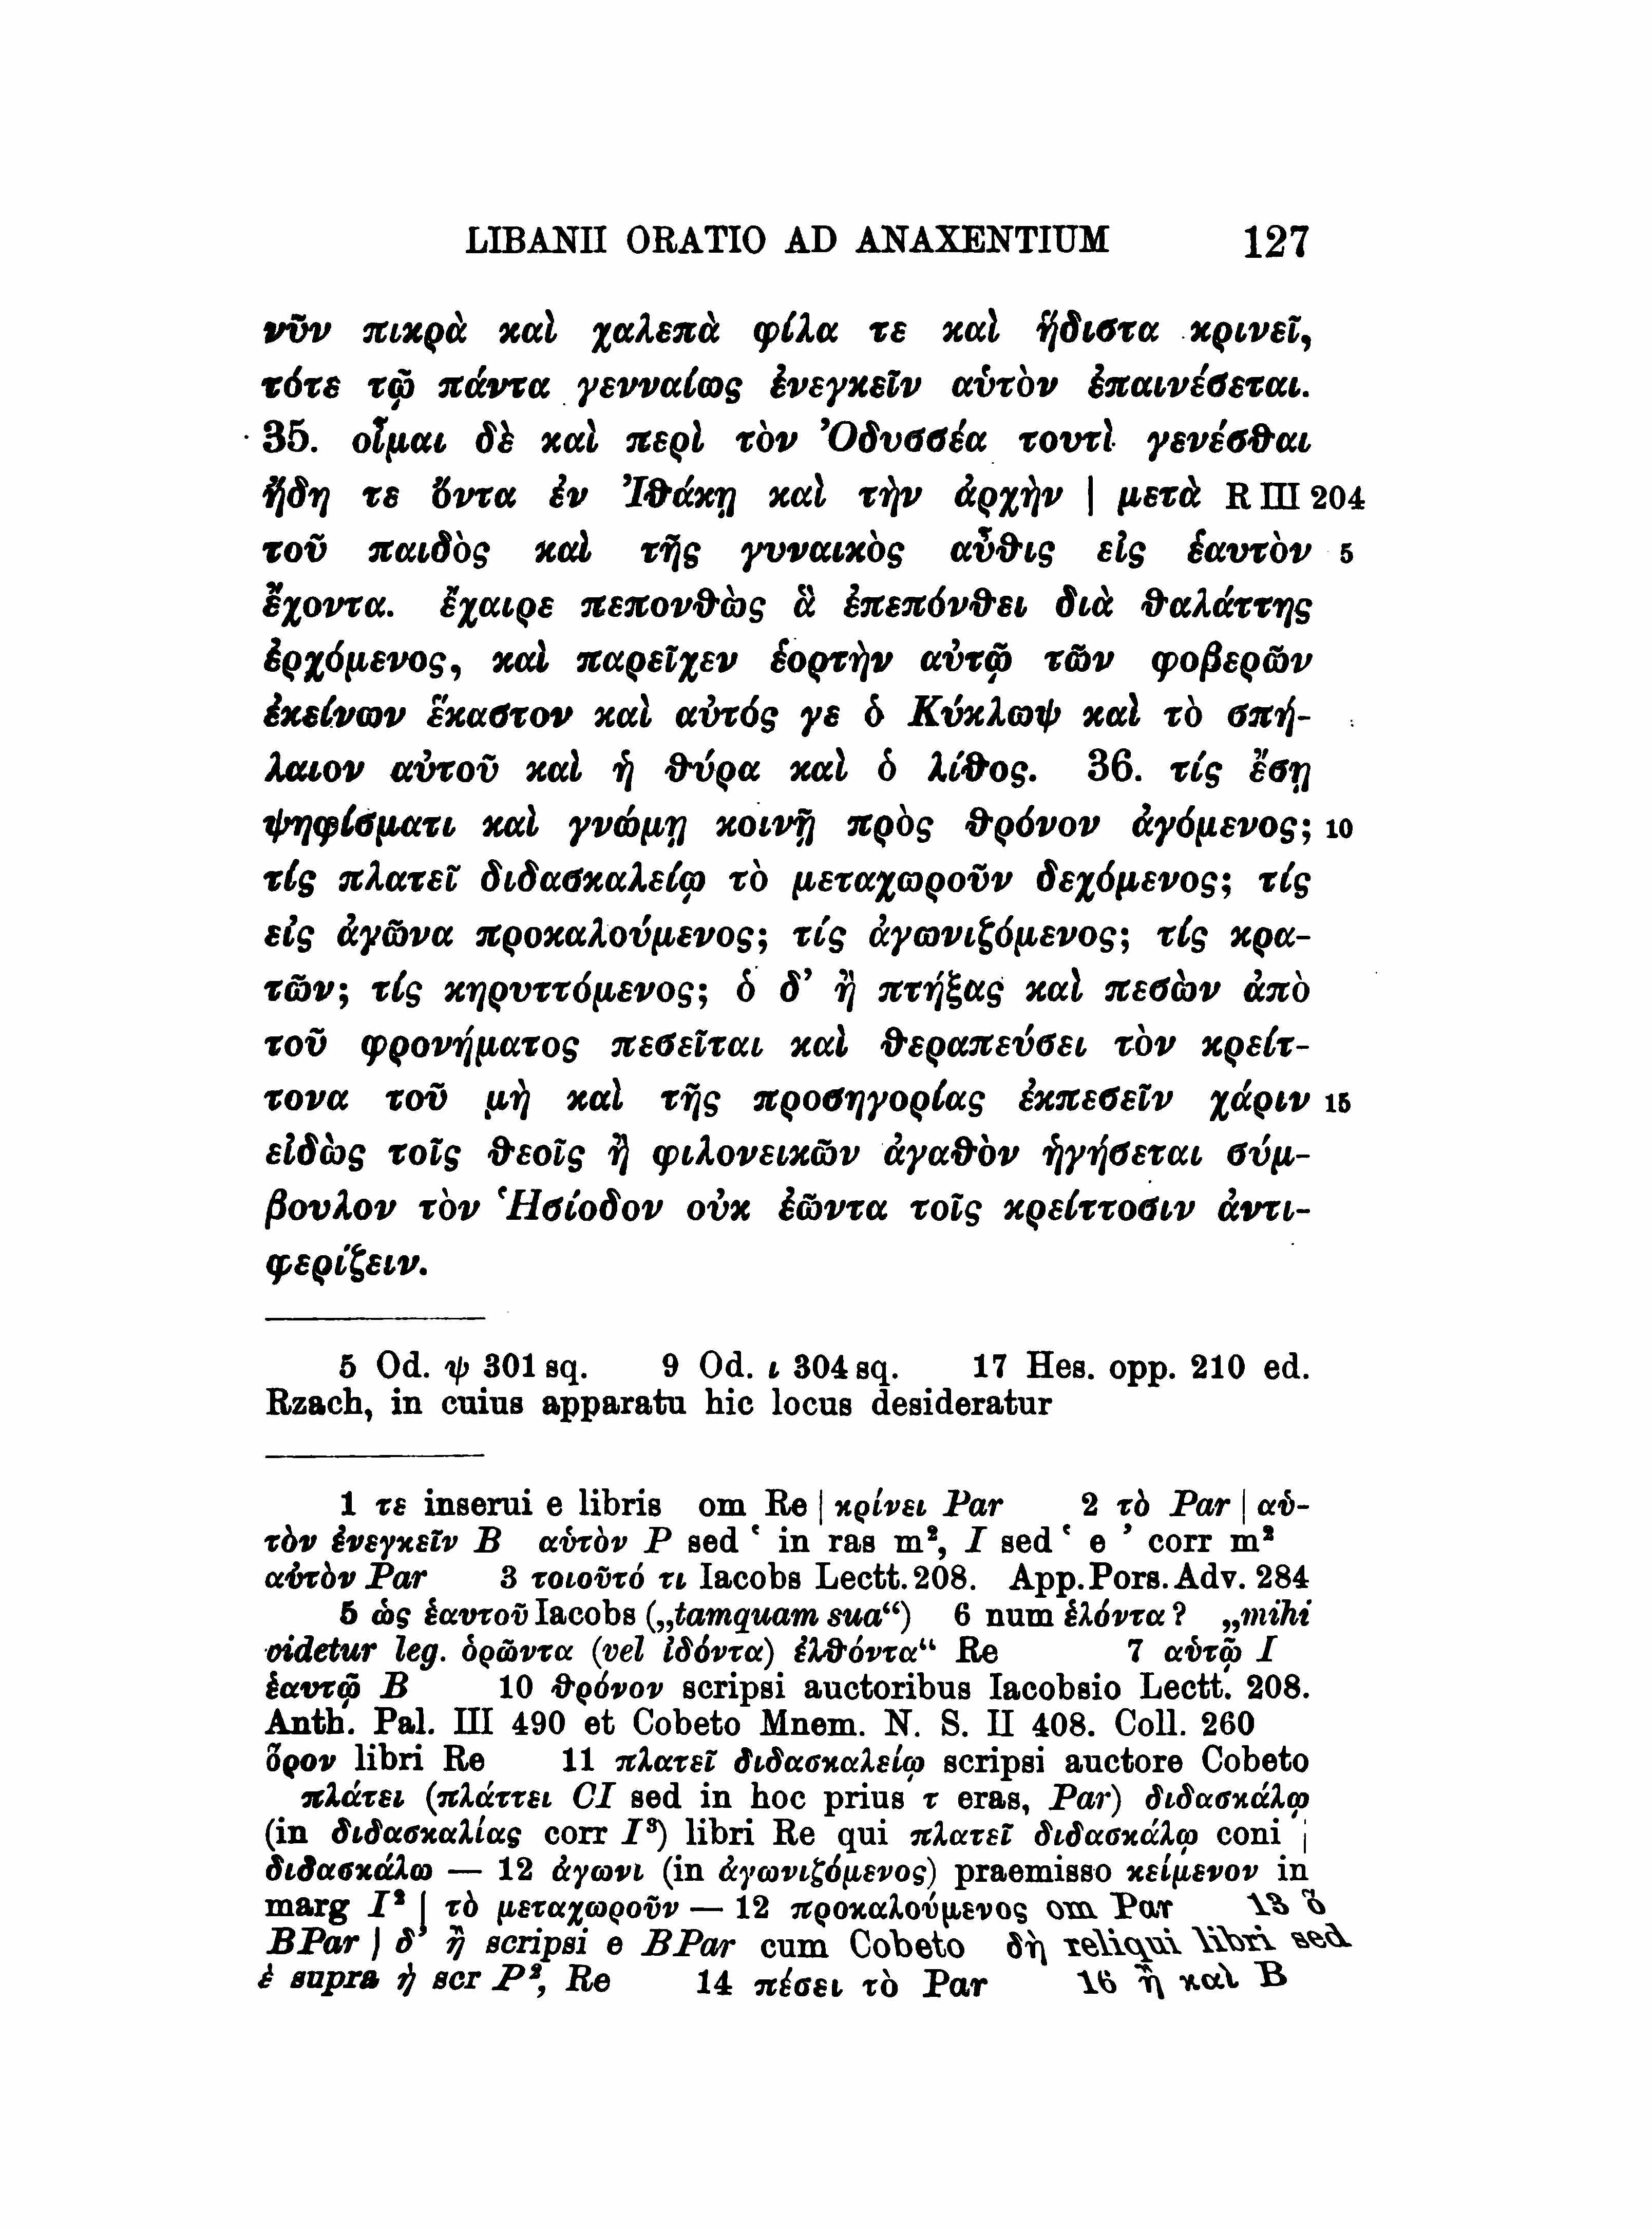 LIBANII ORATIO AD ANAXENTIUM 127
νῦν πικρὰ καὶ χαλεπὰ φίλα τε καὶ ἥδιστα κρινεῖ,
τότε τῷ πάντα γενναίως ἐνεγκεῖν αὑτὸν ἐπαινέσεται.
35. οἶμαι δὲ καὶ περὶ τὸν Ὀδυσσέα τουτὶ γενέσθαι
ἤδη τε ὄντα ἐν Ἰθάκῃ καὶ τὴν ἀρχὴν | μετὰ R III 204
τοῦ παιδὸς καὶ τῆς γυναικὸς αὖθις εἰς ἑαυτὸν 5
ἔχοντα. ἔχαιρε πεπονθὼς ἃ ἐπεπόνθει διὰ θαλάττης
ἐρχόμενος, καὶ παρεῖχεν ἑορτὴν αὐτῷ τῶν φοβερῶν
ἐκείνων ἕκαστον καὶ αὐτός γε ὁ Κύκλωψ καὶ τὸ σπή-
λαιον αὐτοῦ καὶ ἡ θύρα καὶ ὁ λίθος. 36. τίς ἔσῃ
ψηφίσματι καὶ γνώμῃ κοινῇ πρὸς θρόνον ἀγόμενος; 10
τίς πλατεῖ διδασκαλείῳ τὸ μεταχωροῦν δεχόμενος; τίς
εἰς ἀγῶνα προκαλούμενος; τίς ἀγωνιζόμενος; τίς κρα-
τῶν; τίς κηρυττόμενος; ὁ δ’ ἢ πτήξας καὶ πεσὼν ἀπὸ
τοῦ φρονήματος πεσεῖται καὶ θεραπεύσει τὸν κρείτ-
τονα τοῦ μὴ καὶ τῆς προσηγορίας ἐκπεσεῖν χάριν 15
εἰδὼς τοῖς θεοῖς ἢ φιλονεικῶν ἀγαθὸν ἡγήσεται σύμ-
βουλον τὸν Ἡσίοδον οὐκ ἐῶντα τοῖς κρείττοσιν ἀντι-
φερίζειν.
5 Od. ψ 301 sq. 9 Od. ι 304 sq. 17 Hes. opp. 210 ed.
Rzach, in cuius apparatu hic locus desideratur
1 τε inserui e libris om Re | κρίνει Par 2 τὸ Par | αὑ-
τὸν ἐνεγκεῖν B αὑτὸν P sed ‘ in ras m², I sed ‘ e ’ corr m²
αὐτὸν Par 3 τοιοῦτό τι Iacobs Lectt. 208. App. Pors. Adv. 284
5 ὡς ἑαυτοῦ Iacobs („tamquam sua“) 6 num ἑλόντα? „mihi
videtur leg. ὁρῶντα (vel ἰδόντα) ἐλθόντα“ Re 7 αὑτῷ I
ἑαυτῷ B 10 θρόνον scripsi auctoribus Iacobsio Lectt. 208.
Anth. Pal. III 490 et Cobeto Mnem. N. S. II 408. Coll. 260
ὅρον libri Re 11 πλατεῖ διδασκαλείῳ scripsi auctore Cobeto
πλάτει (πλάττει CI sed in hoc prius τ eras, Par) διδασκάλῳ
(in διδασκαλίας corr I³) libri Re qui πλατεῖ διδασκάλῳ coni |
διδασκάλω — 12 ἀγωνι (in ἀγωνιζόμενος) praemisso κείμενον in
marg I² | τὸ μεταχωροῦν — 12 προκαλούμενος om Par 13 ὃ
BPar | δ’ ἢ scripsi e BPar cum Cobeto δὴ reliqui libri sed
ἐ supra ἡ scr P², Re 14 πέσει τὸ Par 16 ἢ καὶ B